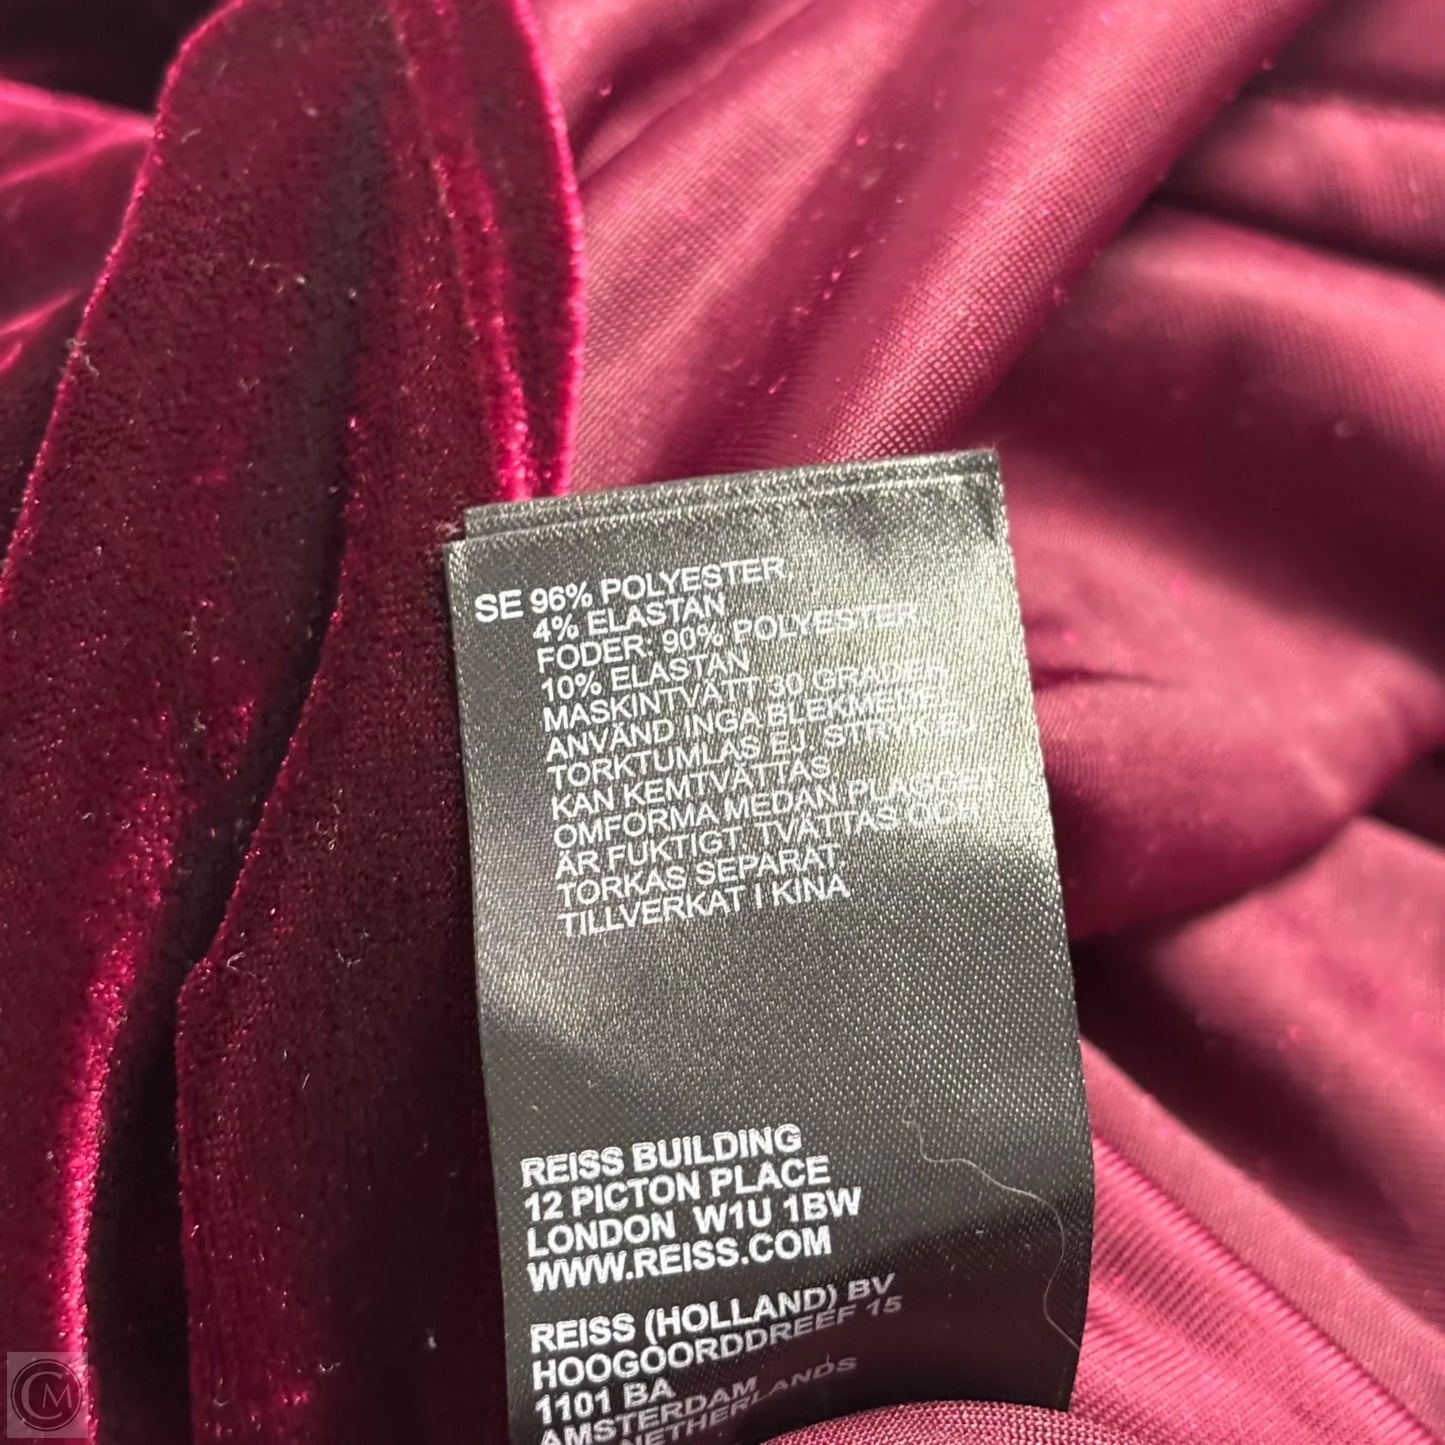 SE 96% POLYESTER,
4% ELASTAN
FODER: 90% POLYESTER,
10% ELASTAN
MASKINTVÄTT 30 GRADER,
ANVÄND INGA BLEKMEDEL,
TORKTUMLAS EJ. STRYK EJ.
KAN KEMTVÄTTAS.
OMFORMA MEDAN PLAGGET
ÄR FUKTIGT. TVÄTTAS OCH
TORKAS SEPARAT.
TILLVERKAT I KINA
REISS BUILDING
12 PICTON PLACE
LONDON W1U 1BW
WWW.REISS.COM
REISS (HOLLAND) BV
HOOGOORDDREEF 15
1101 BA
AMSTERDAM
NETHERLANDS
CM